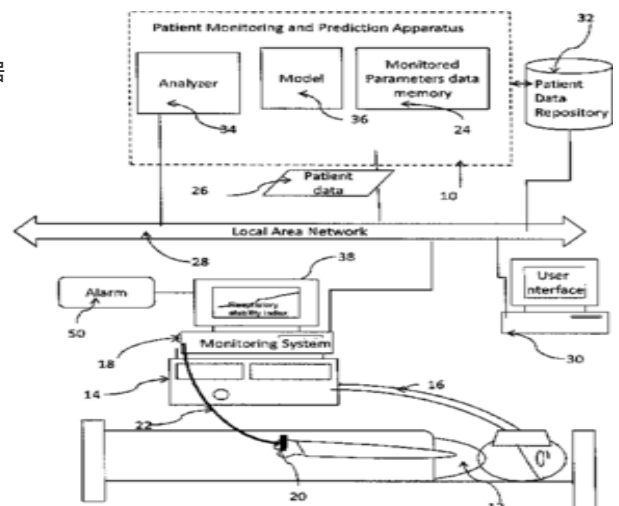 Patient Monitoring and Prediction Apparatus
32
Analyzer
34
Model
36
Monitored
Parameters data
memory
24
Patient
Data
Repository
26
Patient
data
10
Local Area Network
28
38
Alarm
50
Respiratory
stability index
User
Interface
18
Monitoring System
30
14
16
22
20
12